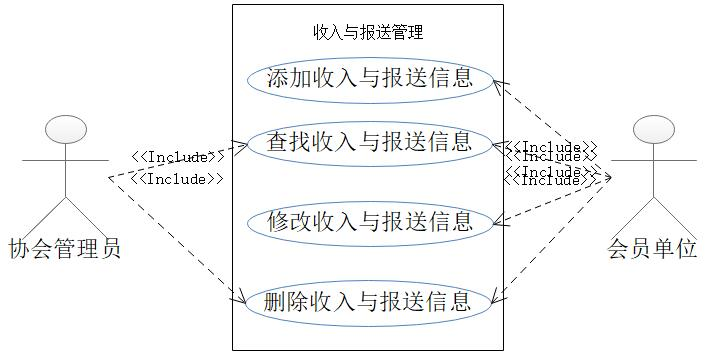 收入与报送管理
添加收入与报送信息
查找收入与报送信息
<<Include>>
<<Include>>
<<Include>>
<<Include>>
<<Include>>
<<Include>>
修改收入与报送信息
协会管理员
会员单位
删除收入与报送信息